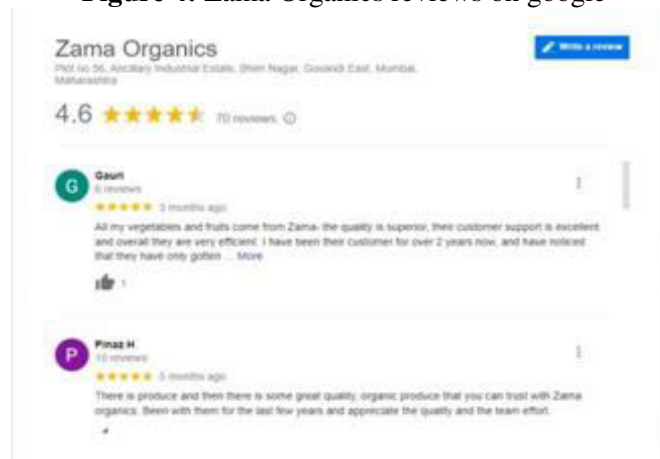 Zama Organics reviews on google
Zama Organics
Write a review
Plot no 56, Ancillary Industrial Estate, Bhim Nagar, Govandi East, Mumbai,
Maharashtra
4.6 70 reviews
G
Gauri
6 reviews
3 months ago
All my vegetables and fruits come from Zama- the quality is superior, their customer support is excellent
and overall they are very efficient. I have been their customer for over 2 years now, and have noticed
that they have only gotten ... More
1
P
Pinaz H
10 reviews
There is produce and then there is some great quality, organic produce that you can trust with Zama
organics. Been with them for the last few years and appreciate the quality and the team effort.